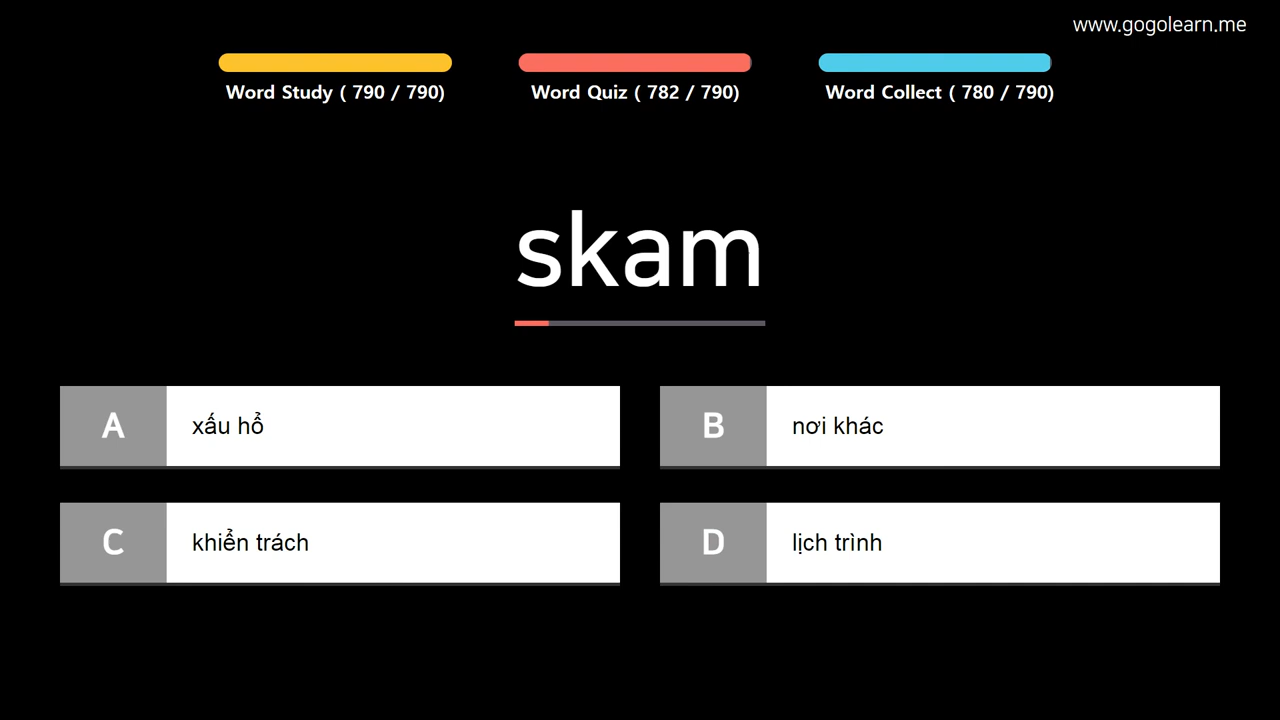 www.gogolearn.me
Word Study ( 790 / 790)
Word Quiz ( 782 / 790)
Word Collect ( 780 / 790)
skam
A xấu hổ
B nơi khác
C khiển trách
D lịch trình